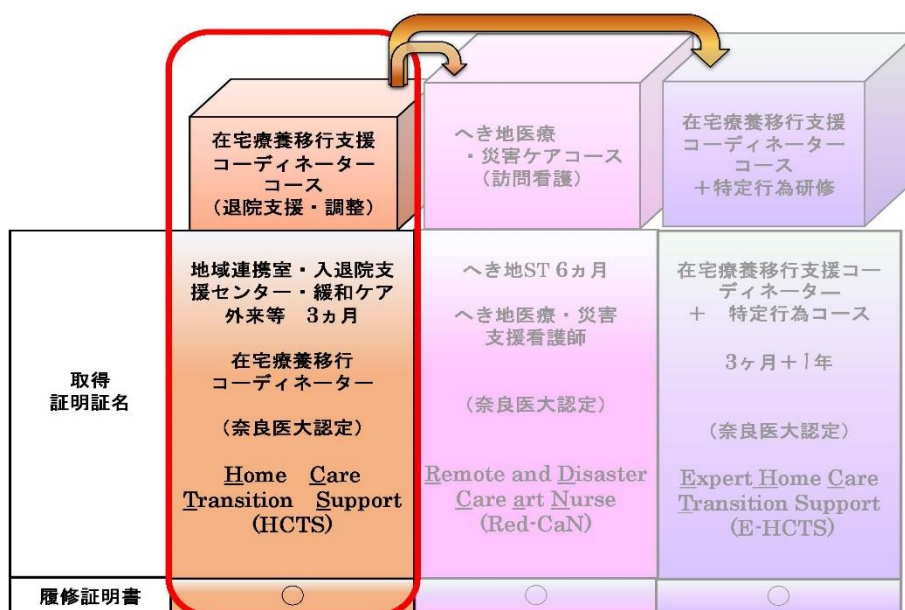 在宅療養移行支援
コーディネーター
コース
(退院支援・調整)
へき地医療
・災害ケアコース
(訪問看護)
在宅療養移行支援
コーディネーター
コース
+特定行為研修
取得
証明証名
地域連携室・入退院支
援センター・緩和ケア
外来等 3ヵ月
在宅療養移行
コーディネーター
(奈良医大認定)
Home Care
Transition Support
(HCTS)
へき地ST 6ヵ月
へき地医療・災害
支援看護師
(奈良医大認定)
Remote and Disaster
Care art Nurse
(Red-CaN)
在宅療養移行支援コー
ディネーター
+ 特定行為コース
3ヶ月+1年
(奈良医大認定)
Expert Home Care
Transition Support
(E-HCTS)
履修証明書
○
○
○